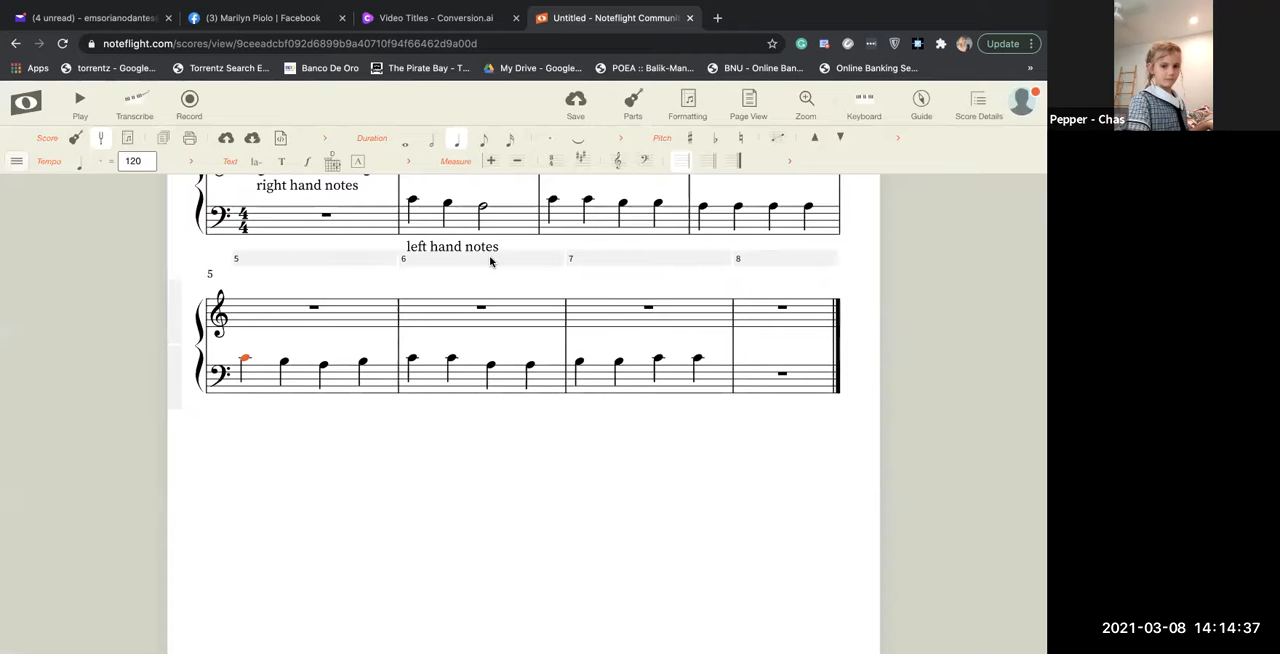 (4 unread) - emsorianodantes@
(3) Marilyn Piolo | Facebook
Video Titles - Conversion.ai
Untitled - Noteflight Communi
noteflight.com/scores/view/9ceeadcbf092d6899b9a40710f94f66462d9a00d
Update
Apps
torrentz - Google...
Torrentz Search E...
Banco De Oro
The Pirate Bay - T...
My Drive - Google...
POEA :: Balik-Man...
BNU - Online Ban...
Online Banking Se...
»
Play
Transcribe
Record
Save
Parts
Formatting
Page View
Zoom
Keyboard
Guide
Score Details
Pepper - Chas
Score
Duration
Pitch
Tempo
= 120
Text
la-
T
f
D
A
Measure
right hand notes
4
4
left hand notes
5
6
7
8
5
2021-03-08 14:14:37